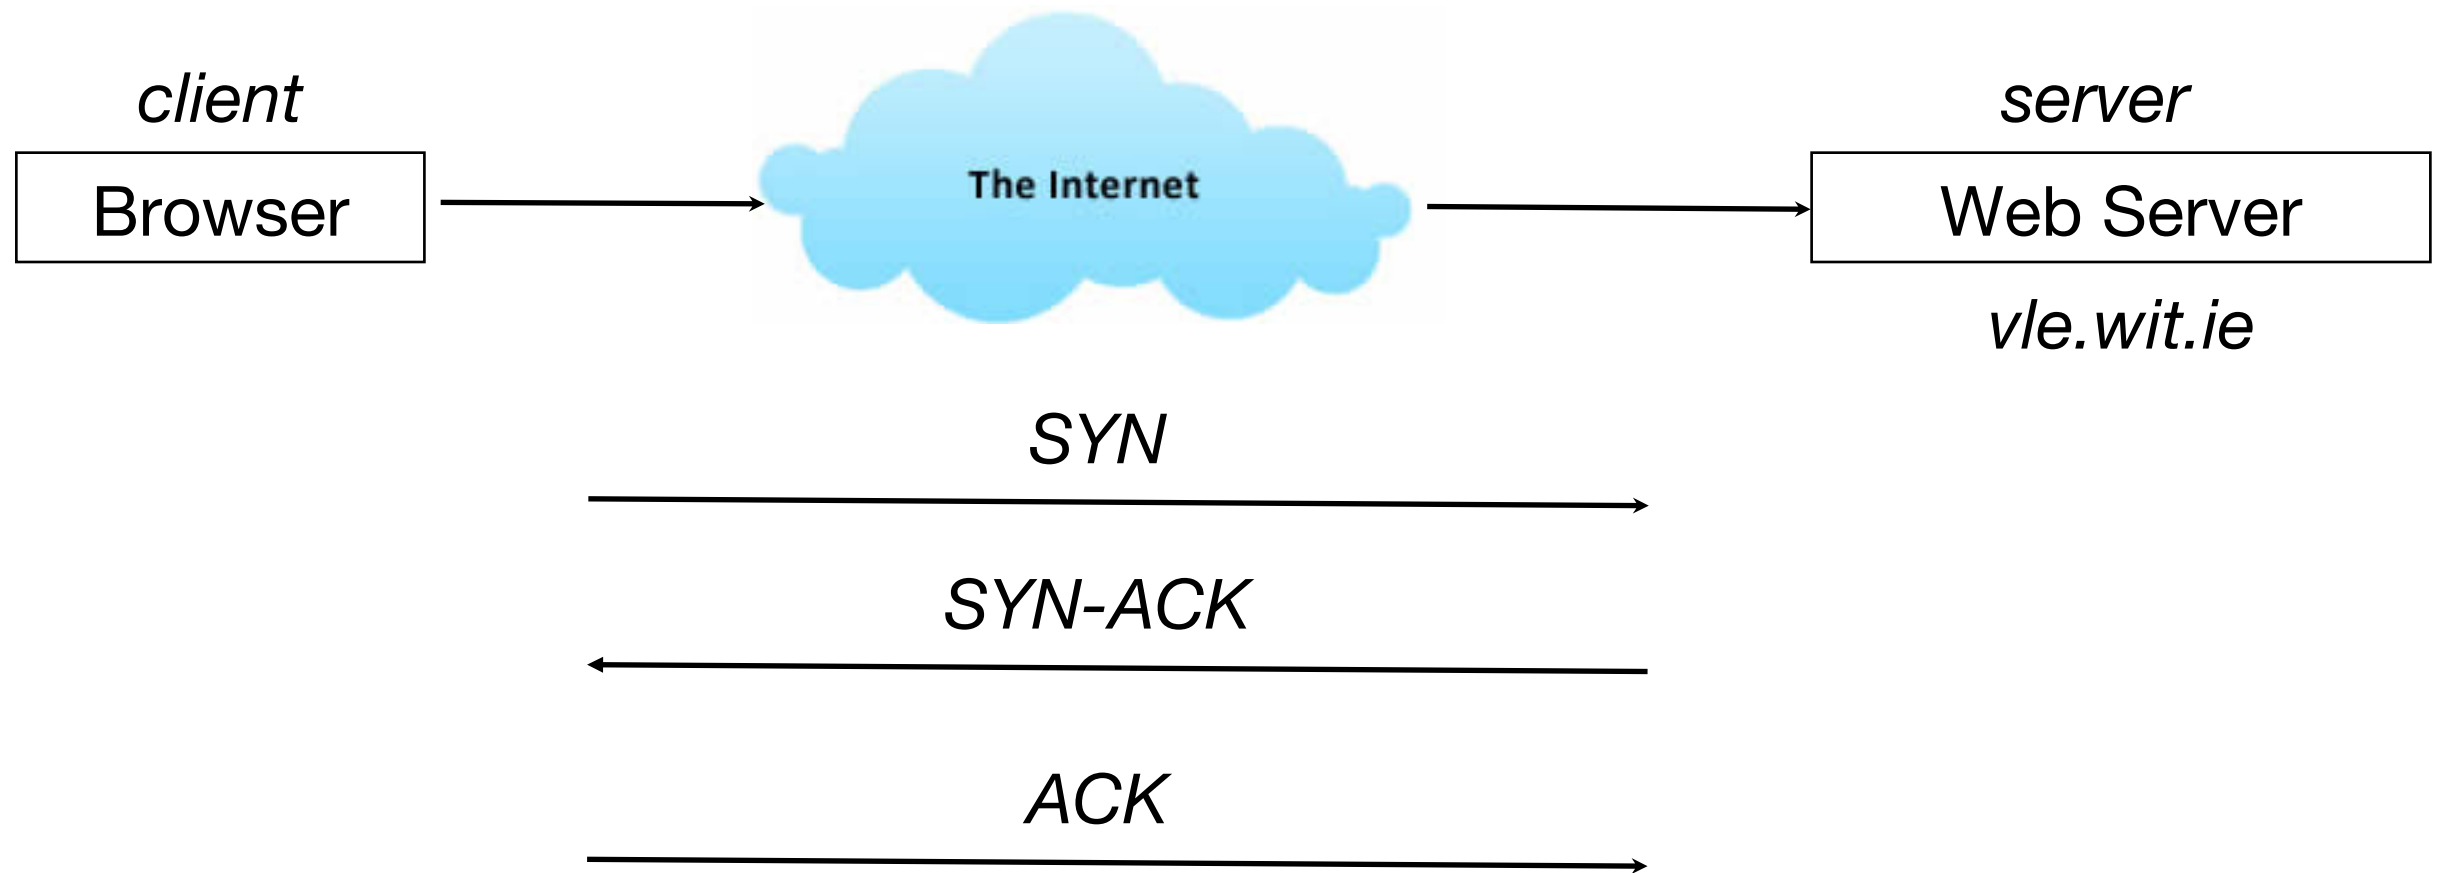 client
server
Browser
The Internet
Web Server
vle.wit.ie
SYN
SYN-ACK
ACK